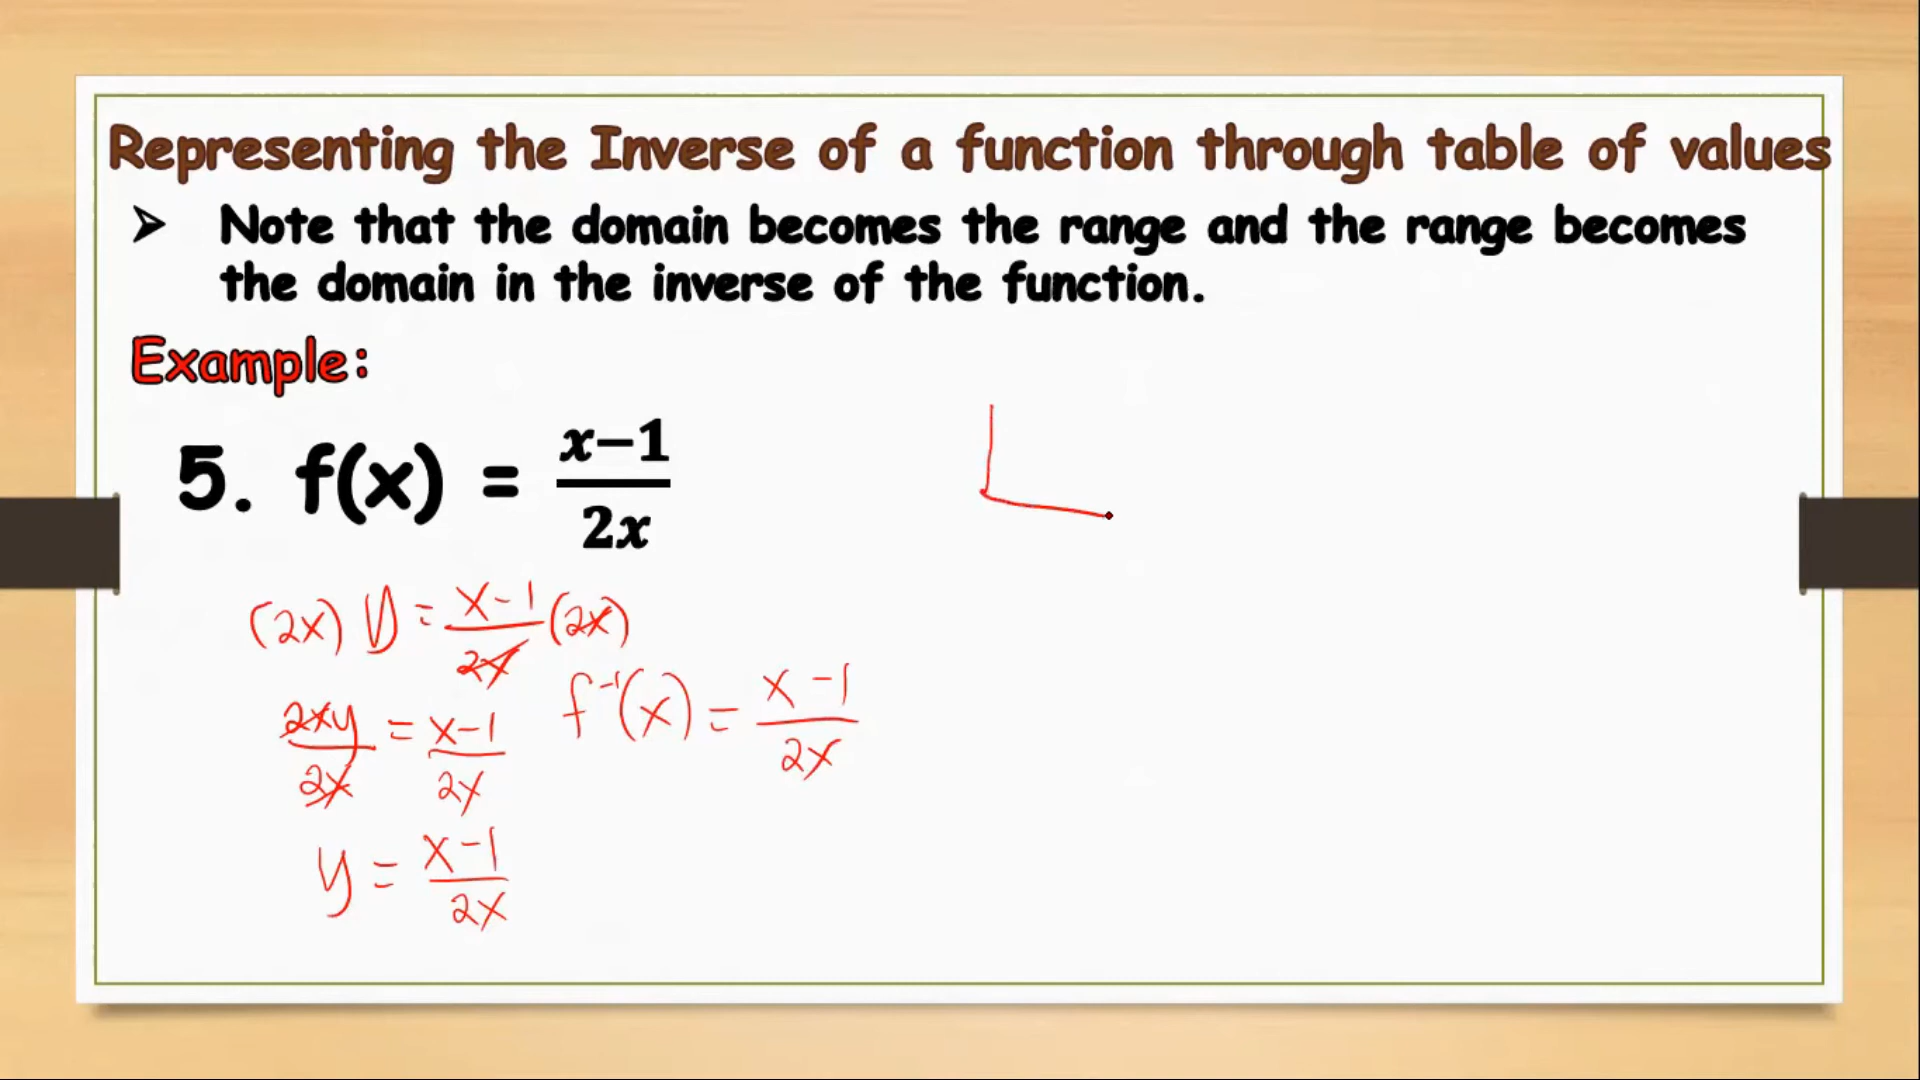 Representing the Inverse of a function through table of values
➢ Note that the domain becomes the range and the range becomes
the domain in the inverse of the function.
Example:
5. f(x) = x−1/2x
(2x) y = x-1/2x (2x)
2xy/2x = x-1/2x
f⁻¹(x) = x-1/2x
y = x-1/2x